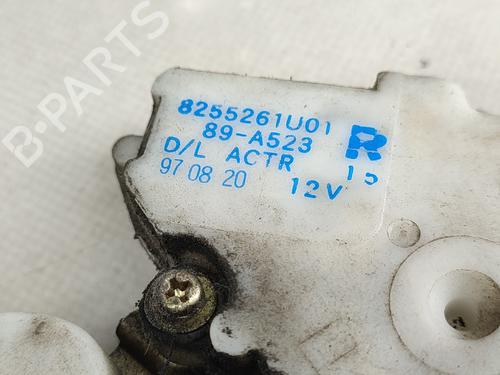 B-PARTS
8255261U01
89-A523 R
D/L ACTR
97 08 20 12V